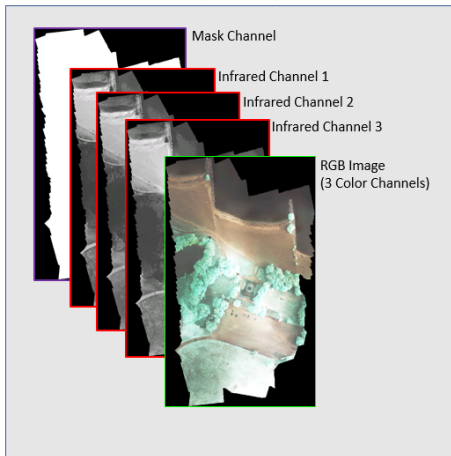 Mask Channel
Infrared Channel 1
Infrared Channel 2
Infrared Channel 3
RGB Image
(3 Color Channels)